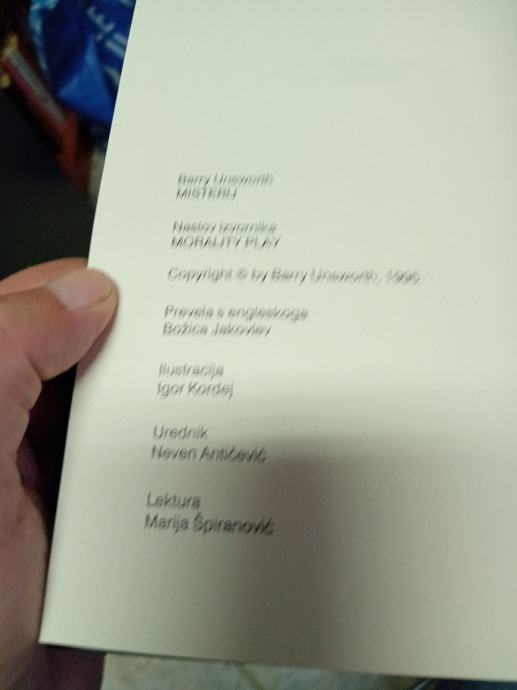 Barry Unsworth
MISTERIJ
Naslov izvornika
MORALITY PLAY
Copyright © by Barry Unsworth, 1995.
Prevela s engleskoga
Božica Jakovlev
Ilustracija
Igor Kordej
Urednik
Neven Antičević
Lektura
Marija Špiranović